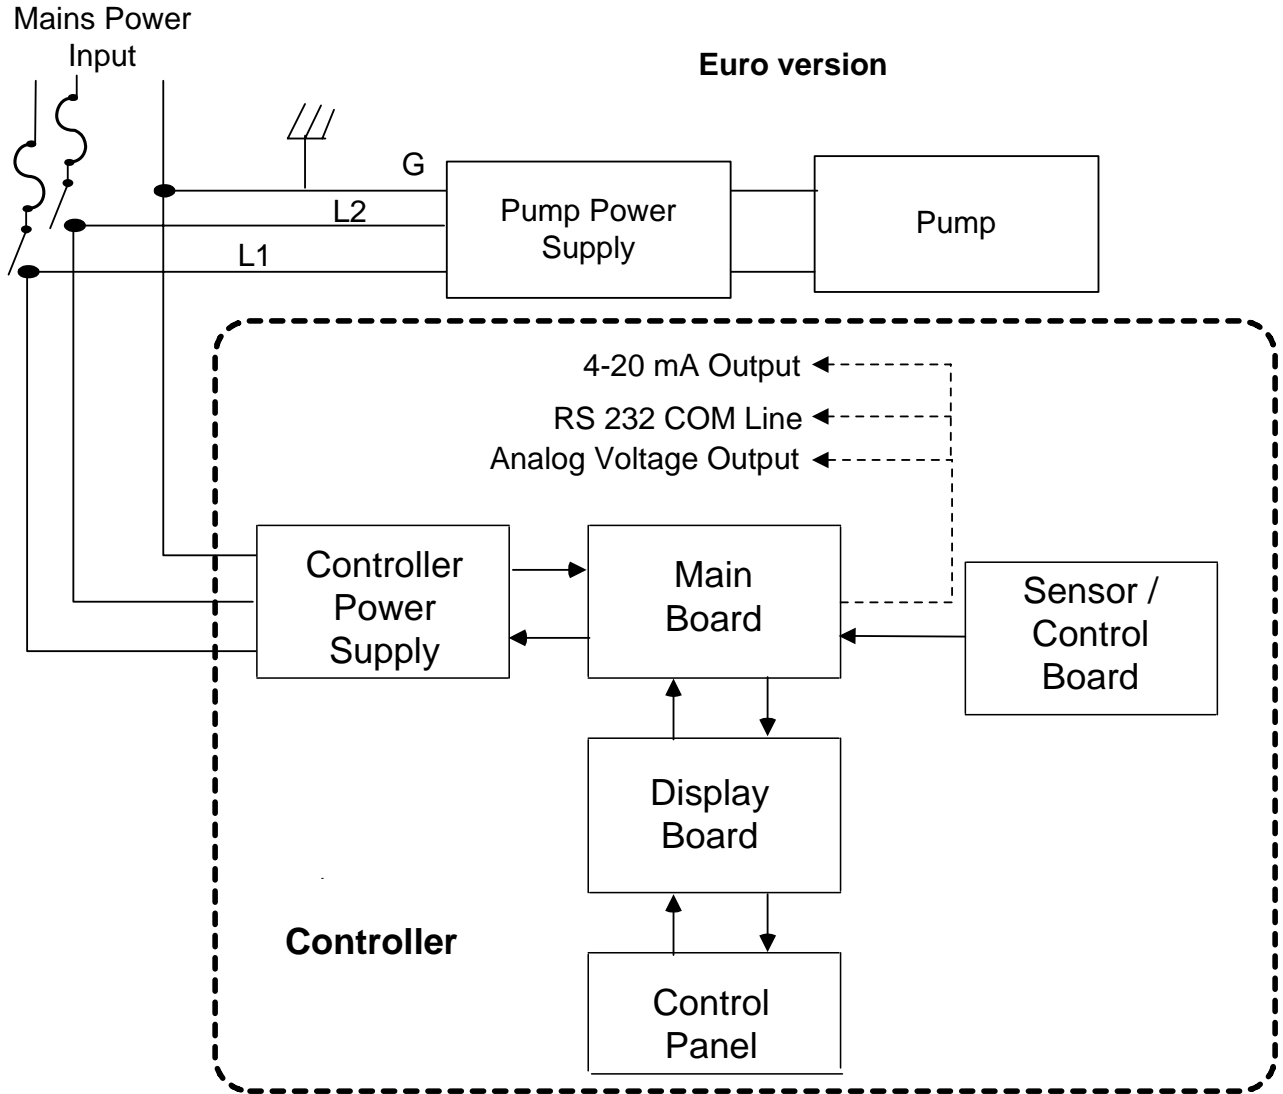 Mains Power
Input
Euro version
G
L2
L1
Pump Power
Supply
Pump
4-20 mA Output
RS 232 COM Line
Analog Voltage Output
Controller
Power
Supply
Main
Board
Sensor /
Control
Board
Display
Board
Controller
Control
Panel